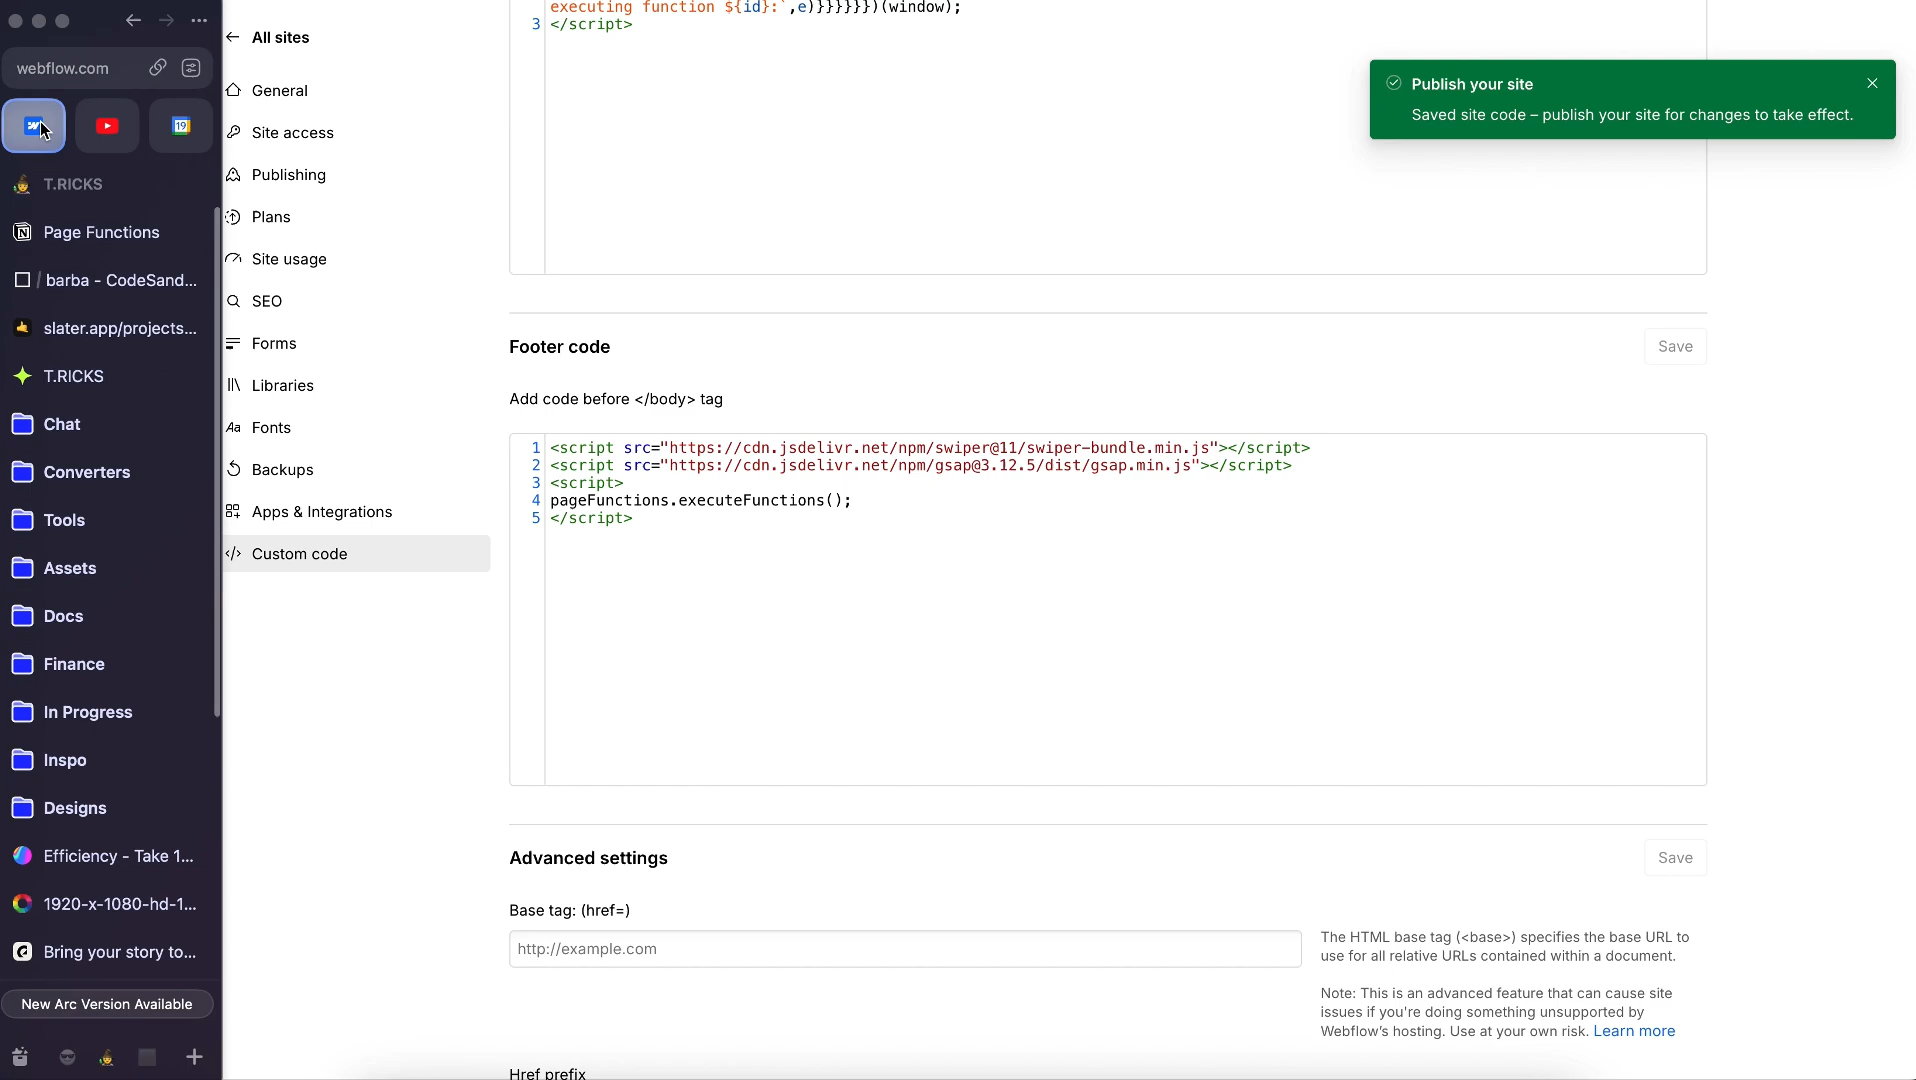 webflow.com
19
T.RICKS
Page Functions
/ barba - CodeSand...
slater.app/projects...
T.RICKS
Chat
Converters
Tools
Assets
Docs
Finance
In Progress
Inspo
Designs
Efficiency - Take 1...
1920-x-1080-hd-1...
Bring your story to...
New Arc Version Available
All sites
General
Site access
Publishing
Plans
Site usage
SEO
Forms
Libraries
Aa Fonts
Backups
Apps & Integrations
</> Custom code
executing function ${id}:`,e)}}}}}})(window);
3 </script>
Publish your site
Saved site code – publish your site for changes to take effect.
Footer code
Save
Add code before </body> tag
1 <script src="https://cdn.jsdelivr.net/npm/swiper@11/swiper-bundle.min.js"></script>
2 <script src="https://cdn.jsdelivr.net/npm/gsap@3.12.5/dist/gsap.min.js"></script>
3 <script>
4 pageFunctions.executeFunctions();
5 </script>
Advanced settings
Save
Base tag: (href=)
http://example.com
The HTML base tag (<base>) specifies the base URL to
use for all relative URLs contained within a document.
Note: This is an advanced feature that can cause site
issues if you're doing something unsupported by
Webflow's hosting. Use at your own risk. Learn more
Href prefix